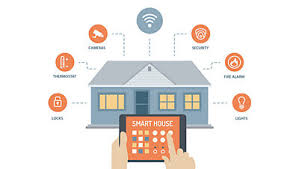 CAMERAS
SECURITY
THERMOSTAT
FIRE ALARM
LOCKS
LIGHTS
SMART HOUSE